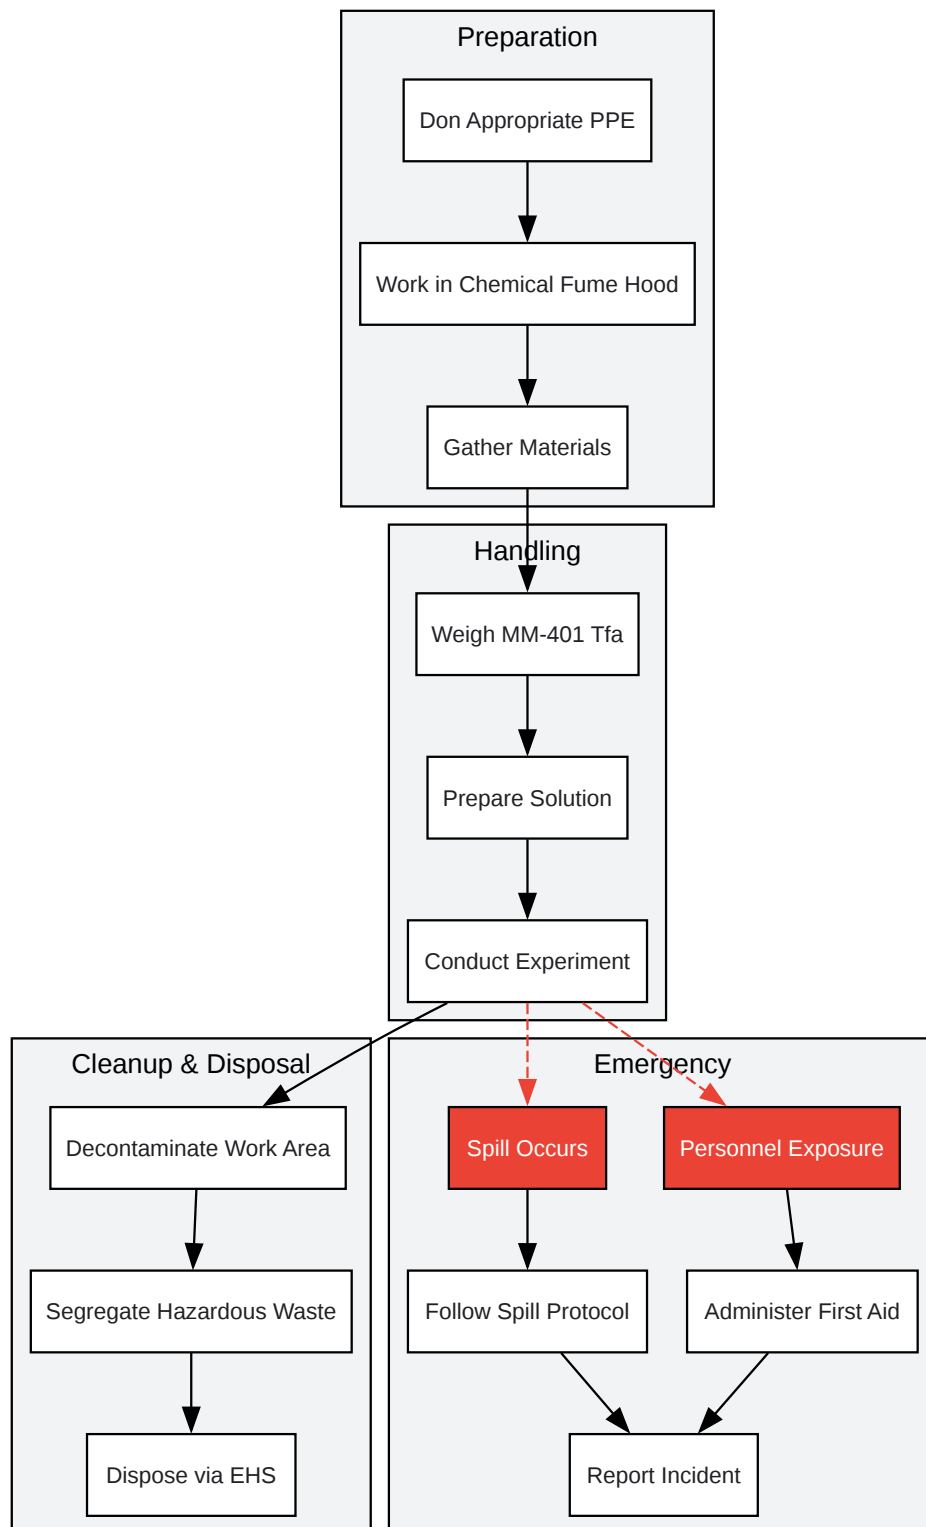 Preparation
Don Appropriate PPE
Work in Chemical Fume Hood
Gather Materials
Handling
Weigh MM-401 Tfa
Prepare Solution
Conduct Experiment
Cleanup & Disposal
Decontaminate Work Area
Segregate Hazardous Waste
Dispose via EHS
Emergency
Spill Occurs
Personnel Exposure
Follow Spill Protocol
Administer First Aid
Report Incident